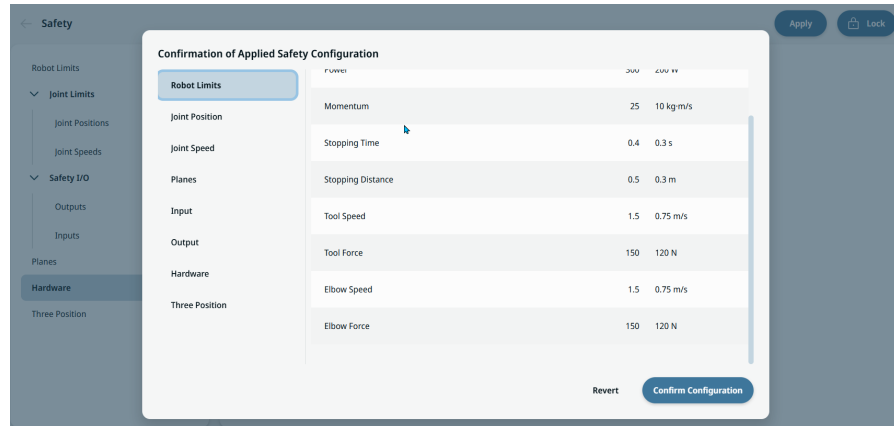 Safety
Apply
Lock
Robot Limits
Joint Limits
Joint Positions
Joint Speeds
Safety I/O
Outputs
Inputs
Planes
Hardware
Three Position
Confirmation of Applied Safety Configuration
Robot Limits
Joint Position
Joint Speed
Planes
Input
Output
Hardware
Three Position
Power 300 200 W
Momentum 25 10 kg·m/s
Stopping Time 0.4 0.3 s
Stopping Distance 0.5 0.3 m
Tool Speed 1.5 0.75 m/s
Tool Force 150 120 N
Elbow Speed 1.5 0.75 m/s
Elbow Force 150 120 N
Revert
Confirm Configuration